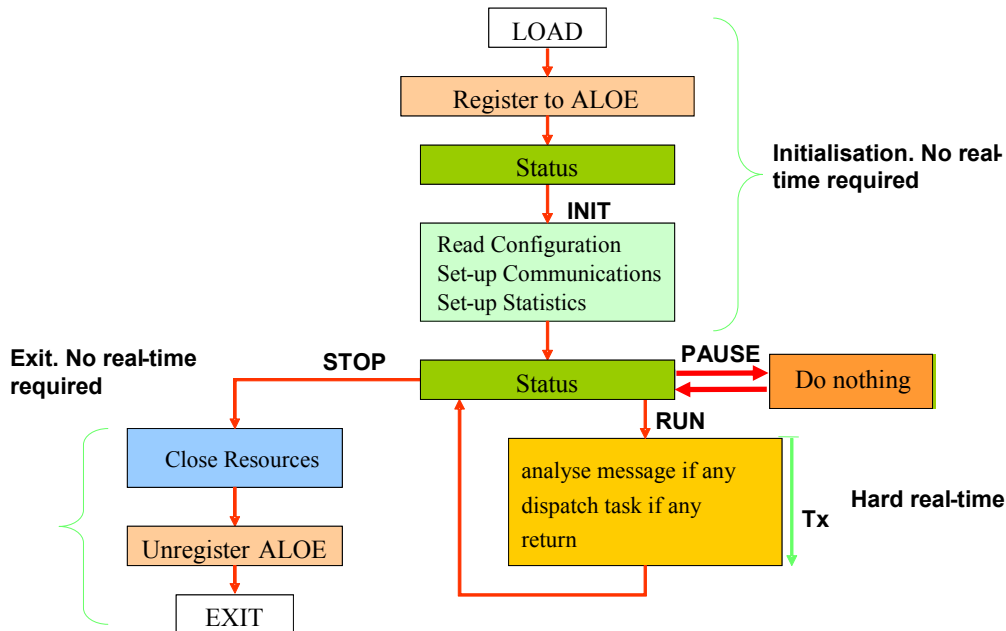 LOAD
Register to ALOE
Status
Initialisation. No real-
time required
INIT
Read Configuration
Set-up Communications
Set-up Statistics
Exit. No real-time
required
STOP
Status
PAUSE
Do nothing
RUN
Close Resources
analyse message if any
dispatch task if any
return
Tx
Hard real-time
Unregister ALOE
EXIT